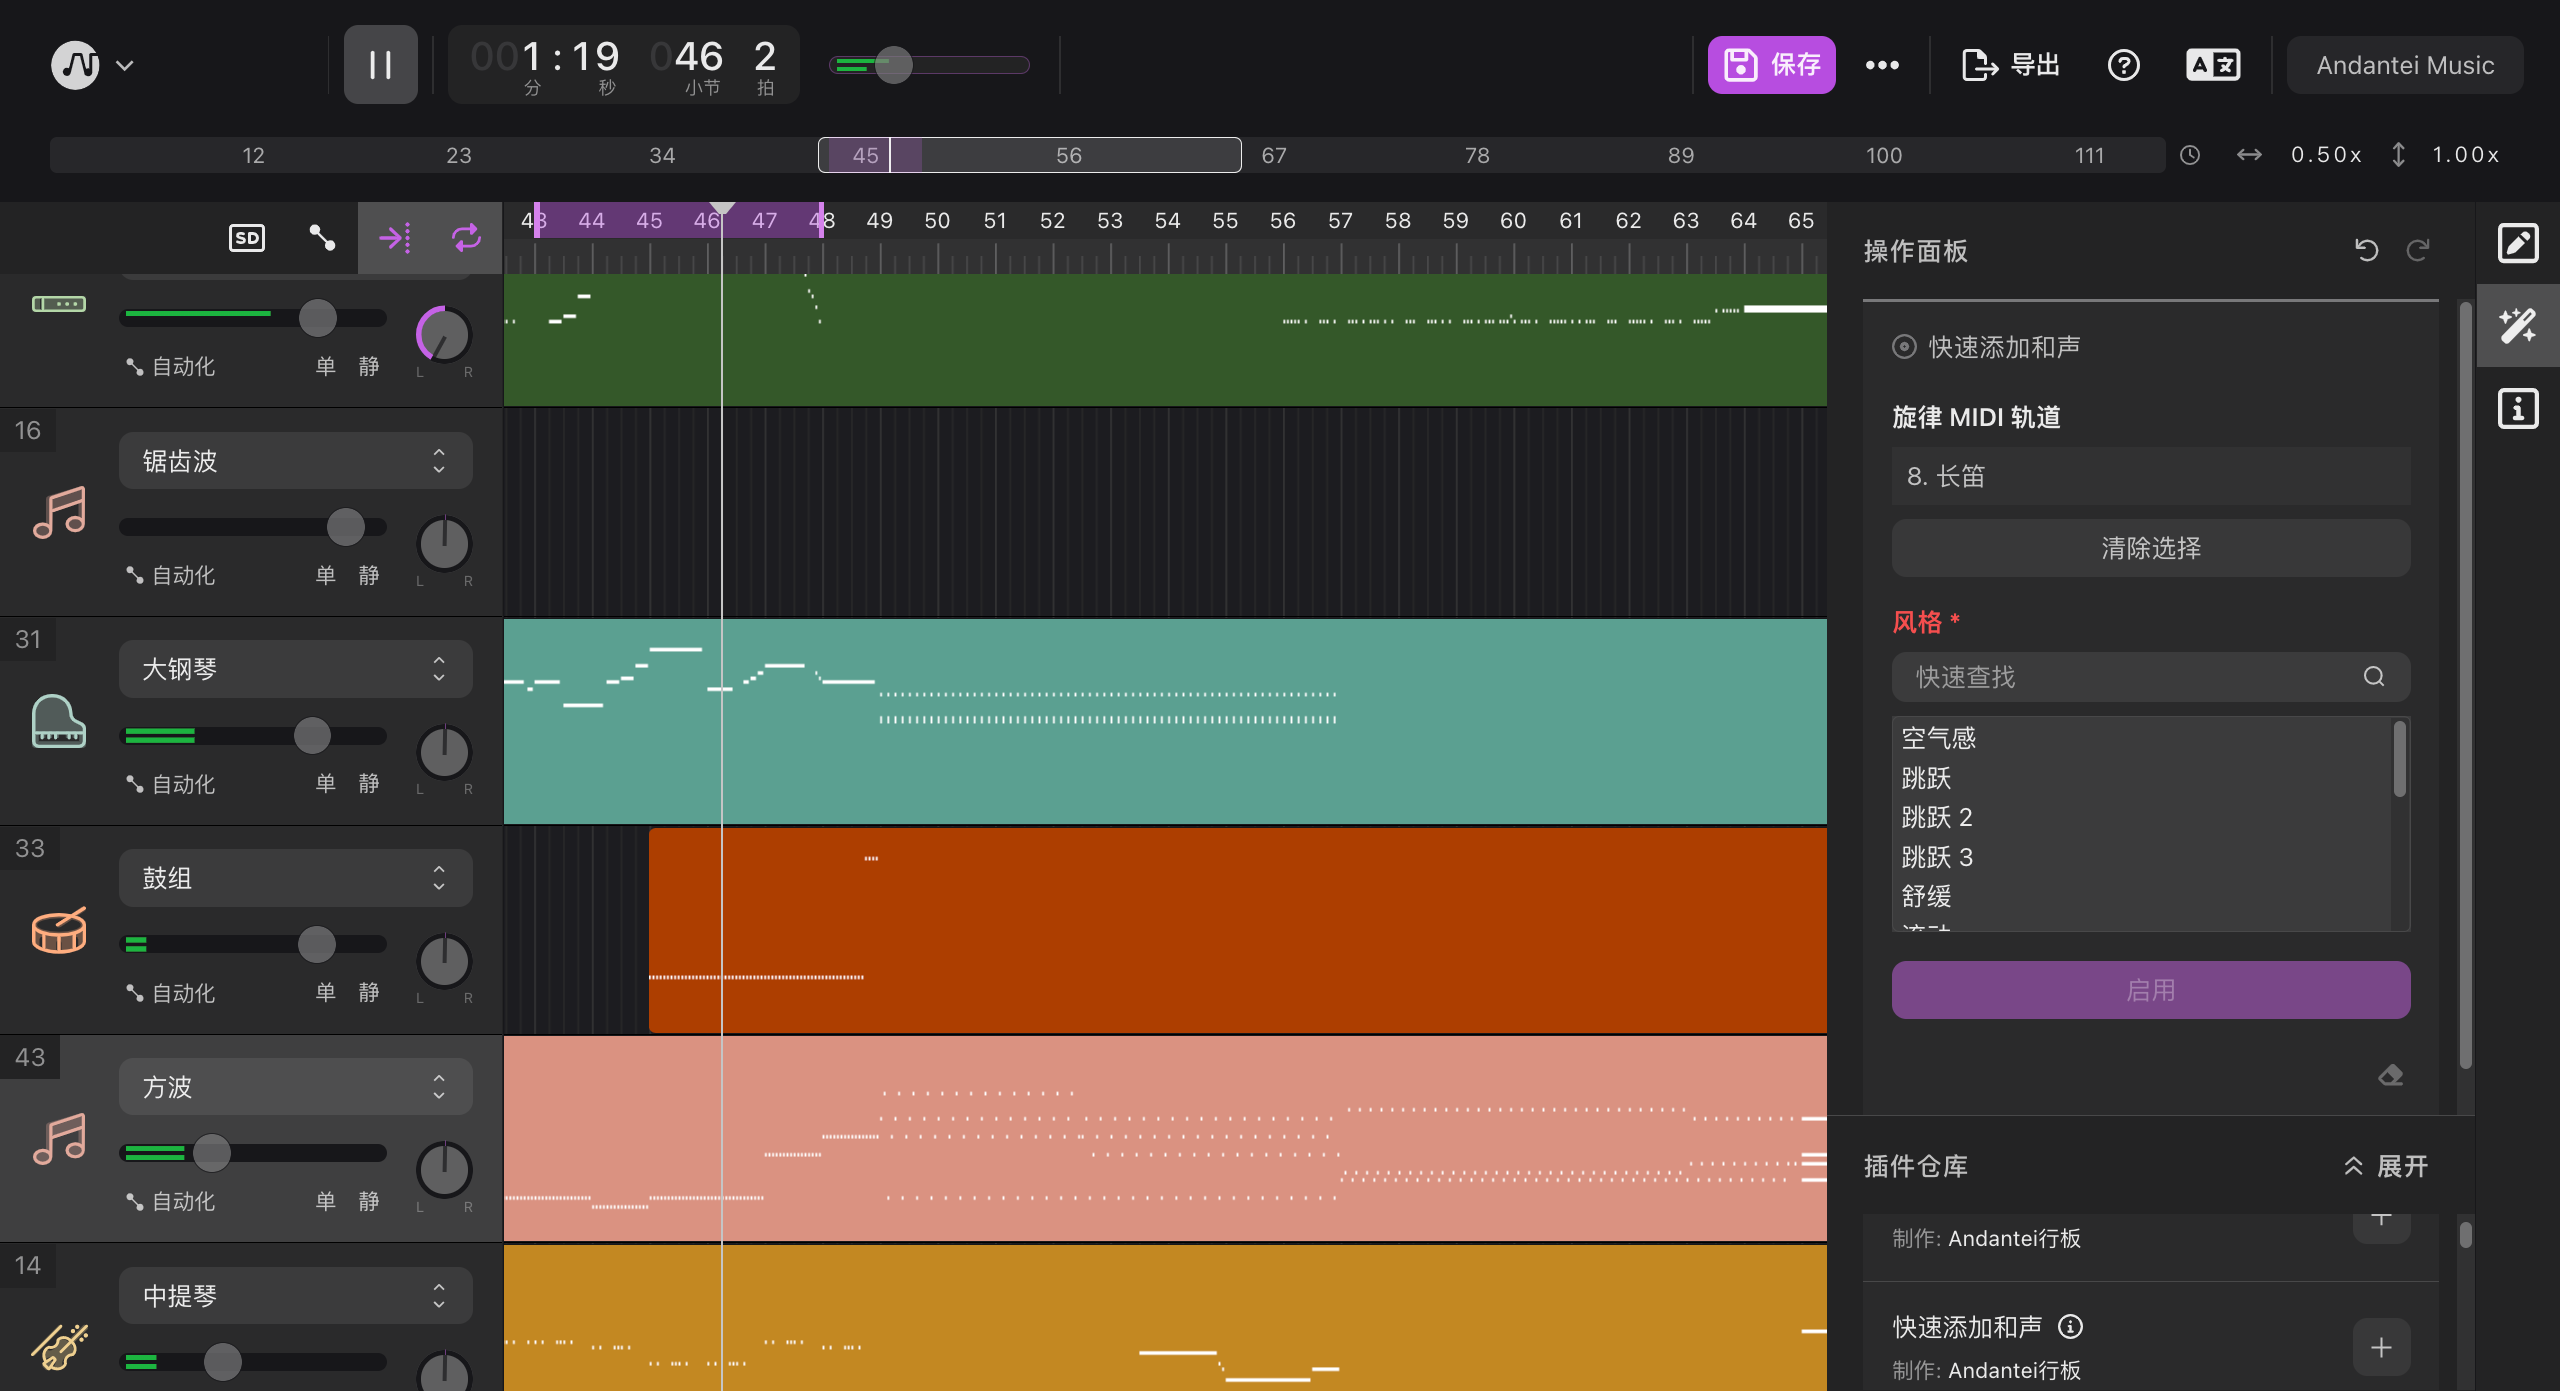 001:19 046 2
分 秒 小节 拍
保存
导出
A 文
Andantei Music
12 23 34 45 56 67 78 89 100 111
0.50x
1.00x
SD
43 44 45 46 47 48 49 50 51 52 53 54 55 56 57 58 59 60 61 62 63 64 65
自动化 单 静 L R
16
锯齿波
自动化 单 静 L R
31
大钢琴
自动化 单 静 L R
33
鼓组
自动化 单 静 L R
43
方波
自动化 单 静 L R
14
中提琴
操作面板
快速添加和声
旋律 MIDI 轨道
8. 长笛
清除选择
风格 *
快速查找
空气感
跳跃
跳跃 2
跳跃 3
舒缓
启用
插件仓库
展开
制作: Andantei行板
快速添加和声
制作: Andantei行板